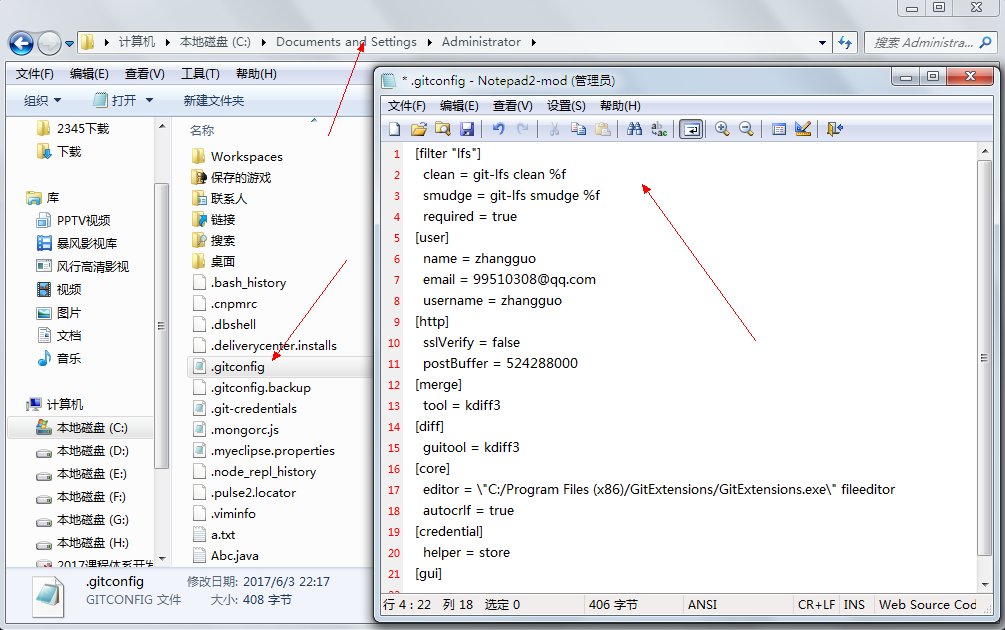 计算机 ▸ 本地磁盘 (C:) ▸ Documents and Settings ▸ Administrator ▸
搜索 Administra...
文件(F) 编辑(E) 查看(V) 工具(T) 帮助(H)
组织 打开 新建文件夹
2345下载
下载
库
PPTV视频
暴风影视库
风行高清影视
视频
图片
文档
音乐
计算机
本地磁盘 (C:)
本地磁盘 (D:)
本地磁盘 (E:)
本地磁盘 (F:)
本地磁盘 (G:)
本地磁盘 (H:)
2017课程体系开发
名称
Workspaces
保存的游戏
联系人
链接
搜索
桌面
.bash_history
.cnpmrc
.dbshell
.deliverycenter.installs
.gitconfig
.gitconfig.backup
.git-credentials
.mongorc.js
.myeclipse.properties
.node_repl_history
.pulse2.locator
.viminfo
a.txt
Abc.java
.gitconfig 修改日期: 2017/6/3 22:17
GITCONFIG 文件 大小: 408 字节
* .gitconfig - Notepad2-mod (管理员)
文件(F) 编辑(E) 查看(V) 设置(S) 帮助(H)
1 [filter "lfs"]
2 clean = git-lfs clean %f
3 smudge = git-lfs smudge %f
4 required = true
5 [user]
6 name = zhangguo
7 email = 99510308@qq.com
8 username = zhangguo
9 [http]
10 sslVerify = false
11 postBuffer = 524288000
12 [merge]
13 tool = kdiff3
14 [diff]
15 guitool = kdiff3
16 [core]
17 editor = \"C:/Program Files (x86)/GitExtensions/GitExtensions.exe\" fileeditor
18 autocrlf = true
19 [credential]
20 helper = store
21 [gui]
行 4 : 22 列 18 选定 0 406 字节 ANSI CR+LF INS Web Source Cod